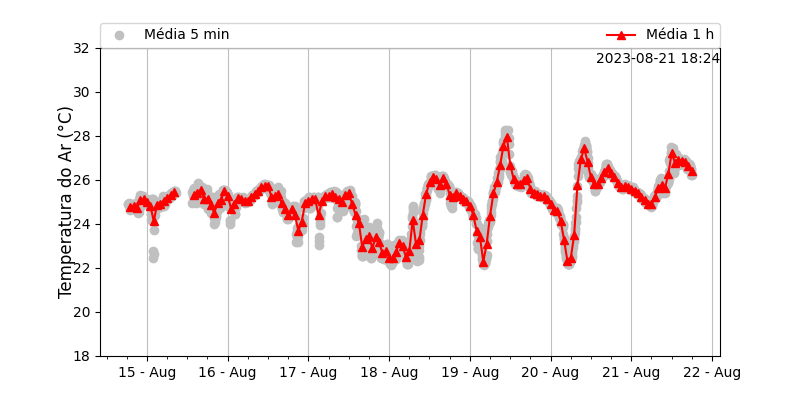 Média 5 min
Média 1 h
2023-08-21 18:24
Temperatura do Ar (°C)
32
30
28
26
24
22
20
18
15 - Aug
16 - Aug
17 - Aug
18 - Aug
19 - Aug
20 - Aug
21 - Aug
22 - Aug